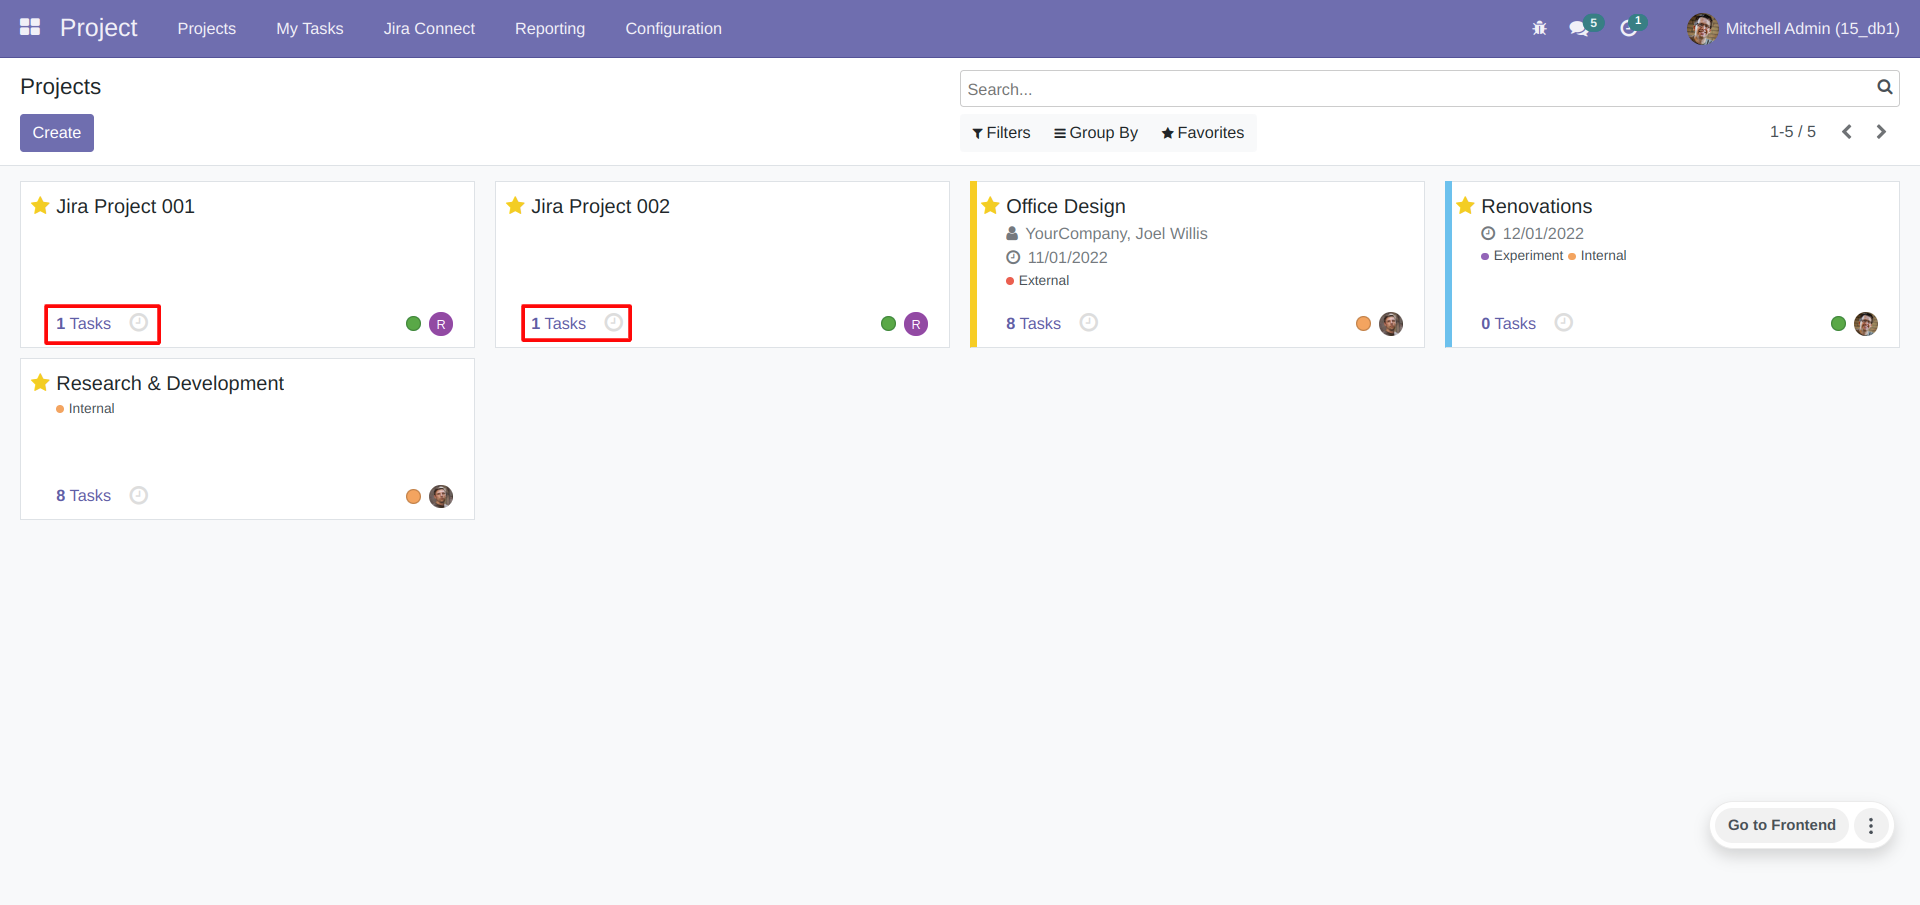 Project Projects My Tasks Jira Connect Reporting Configuration 5 1 Mitchell Admin (15_db1)
Projects
Search...
Create
Filters Group By Favorites 1-5 / 5
Jira Project 001
1 Tasks R
Jira Project 002
1 Tasks R
Office Design
YourCompany, Joel Willis
11/01/2022
External
8 Tasks
Renovations
12/01/2022
Experiment Internal
0 Tasks
Research & Development
Internal
8 Tasks
Go to Frontend